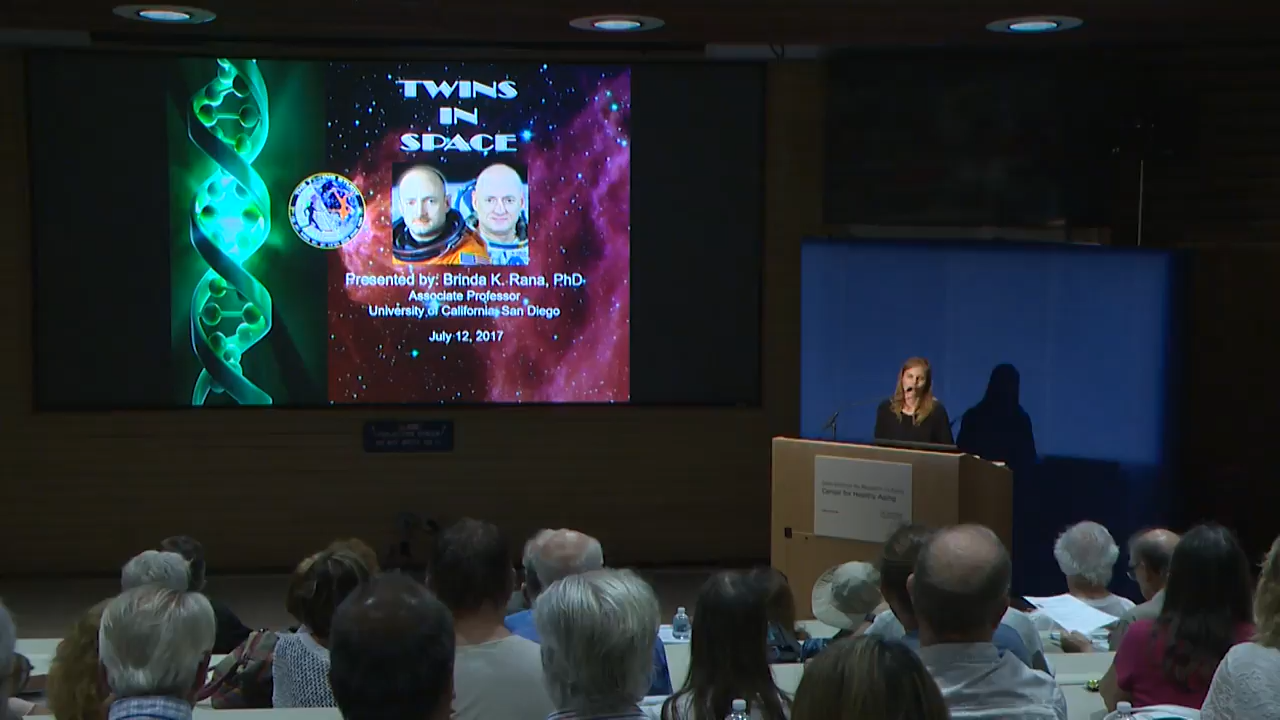 TWINS
IN
SPACE
Presented by: Brinda K. Rana, PhD
Associate Professor
University of California, San Diego
July 12, 2017
Center for Healthy Aging